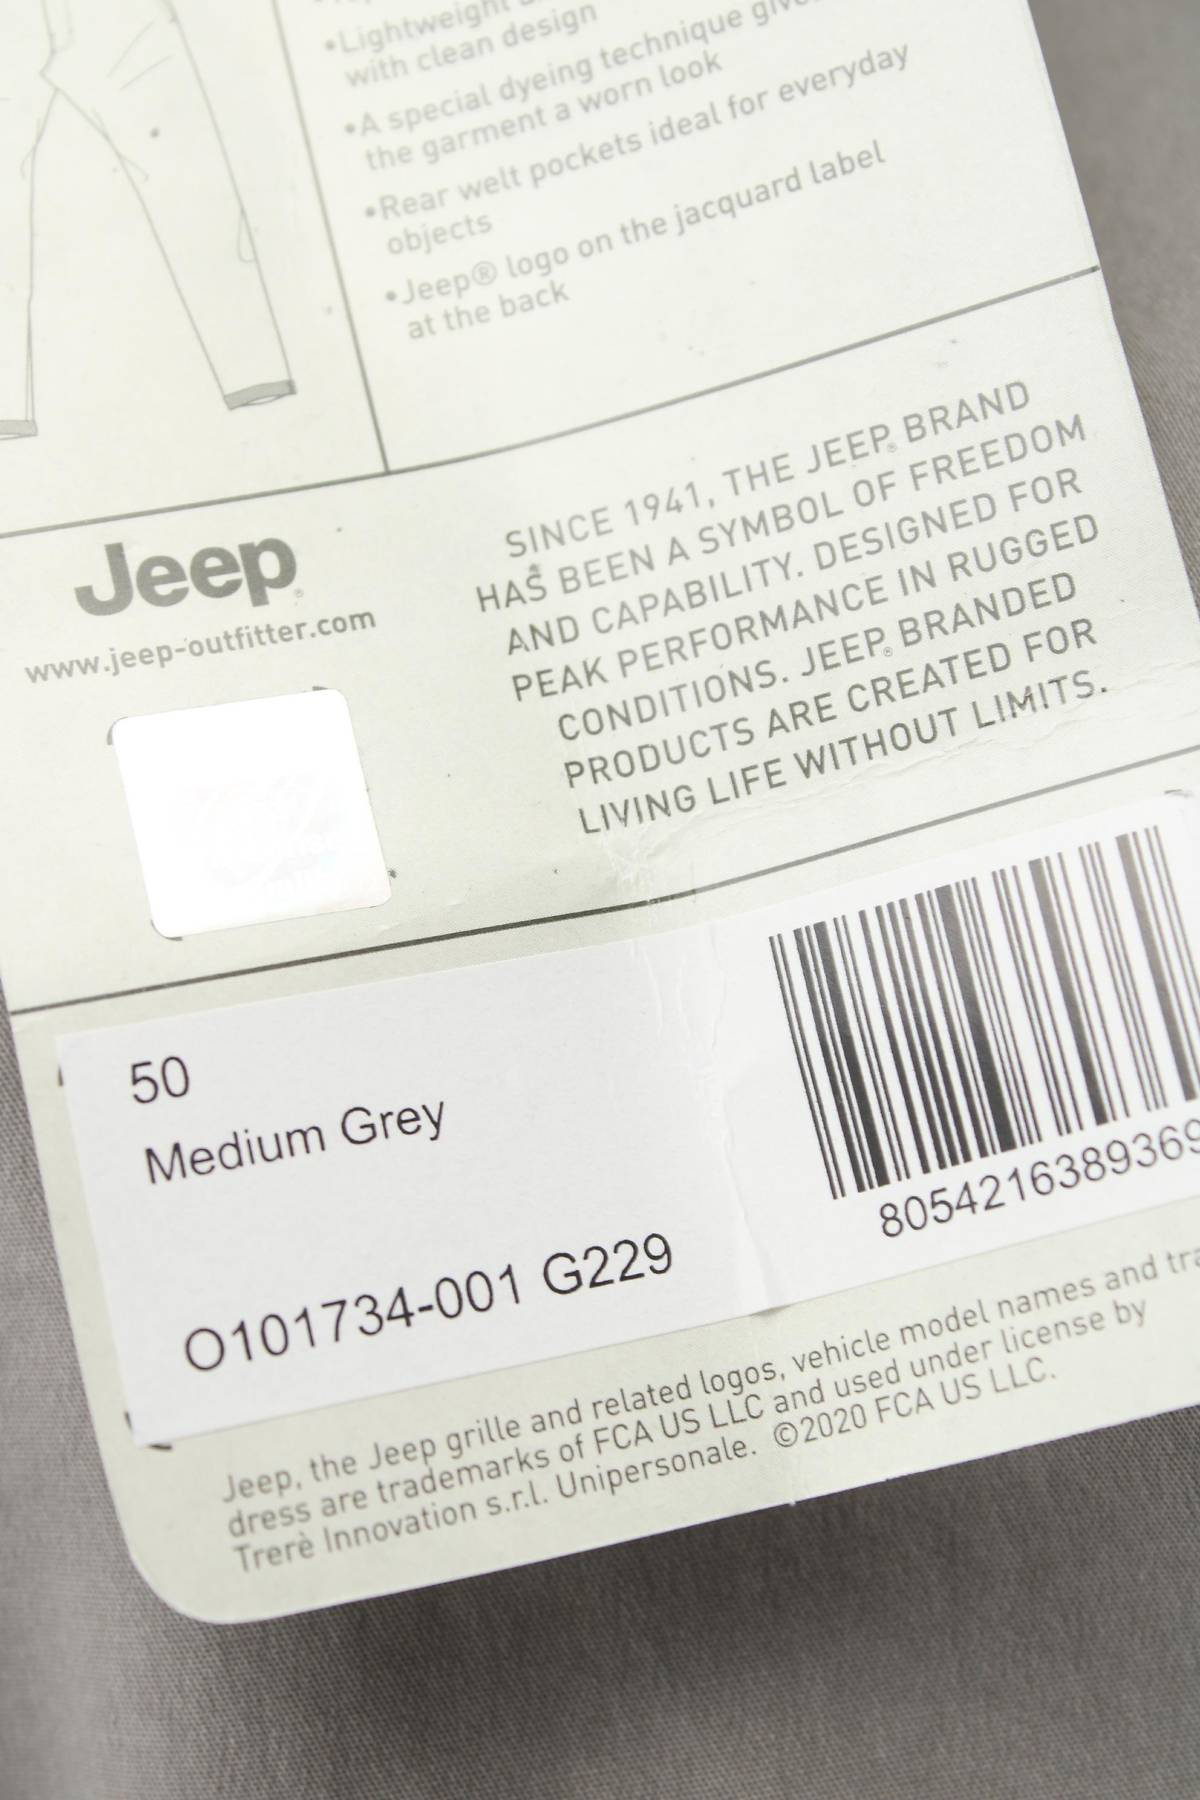 •Lightweight
with clean design
•A special dyeing technique gives
the garment a worn look
•Rear welt pockets ideal for everyday
objects
•Jeep® logo on the jacquard label
at the back
Jeep®
www.jeep-outfitter.com
SINCE 1941, THE JEEP® BRAND
HAS BEEN A SYMBOL OF FREEDOM
AND CAPABILITY. DESIGNED FOR
PEAK PERFORMANCE IN RUGGED
CONDITIONS. JEEP® BRANDED
PRODUCTS ARE CREATED FOR
LIVING LIFE WITHOUT LIMITS.
50
Medium Grey
O101734-001 G229
8054216389369
Jeep, the Jeep grille and related logos, vehicle model names and tra
dress are trademarks of FCA US LLC and used under license by
Trerè Innovation s.r.l. Unipersonale. ©2020 FCA US LLC.